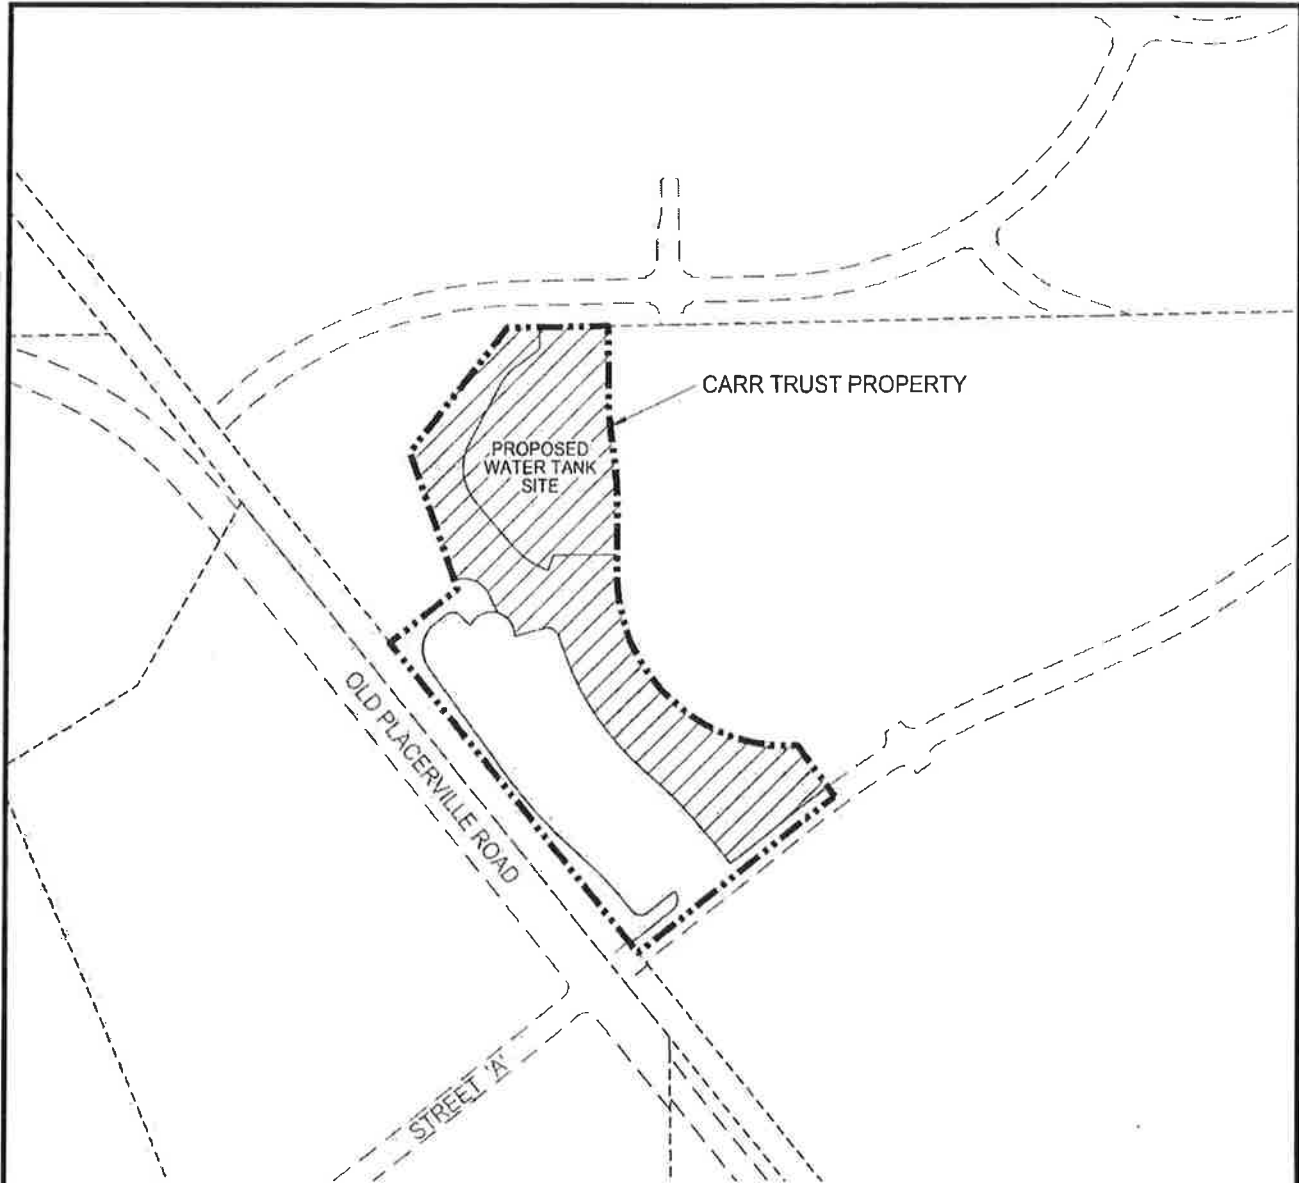 CARR TRUST PROPERTY
PROPOSED
WATER TANK
SITE
OLD PLACERVILLE ROAD
STREET 'A'